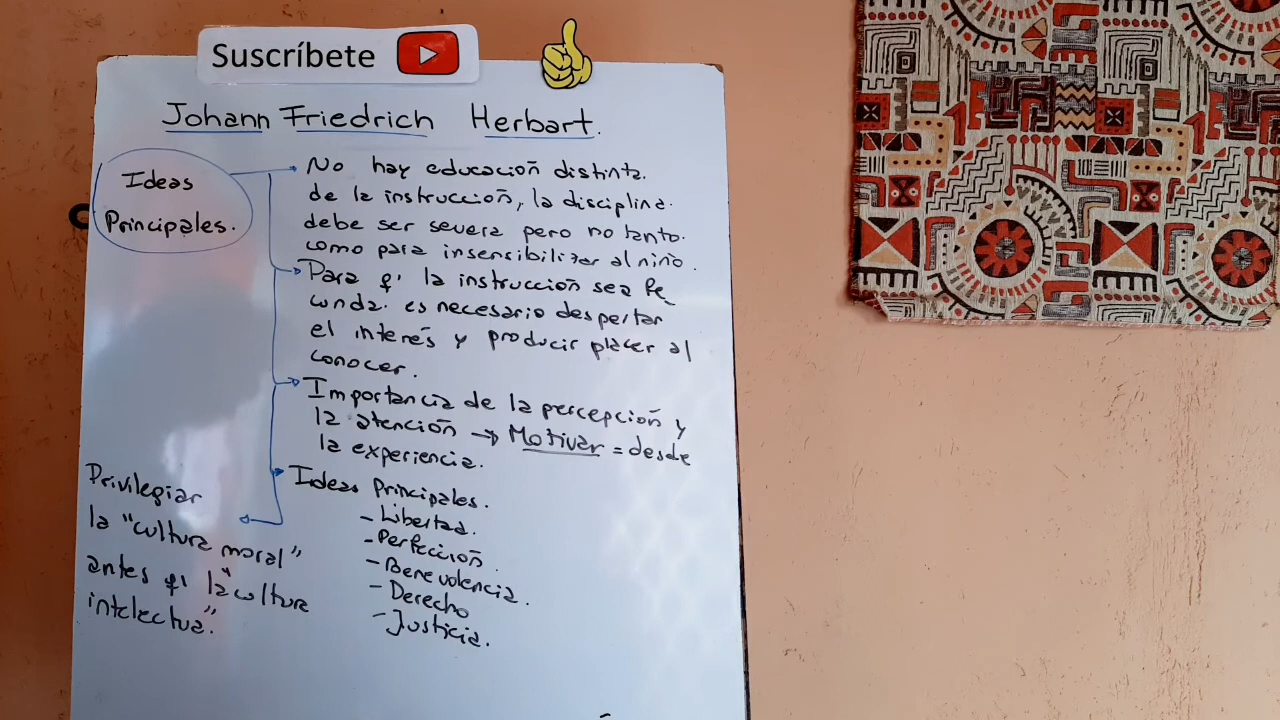 Suscríbete
Johann Friedrich Herbart.
Ideas
Principales.
No hay educación distinta.
de la instrucción, la disciplina.
debe ser severa pero no tanto.
como para insensibilizar al niño.
Para q' la instrucción sea fe
cunda. es necesario despertar
el interés y producir placer al
conocer.
Importancia de la percepción y
la atención → Motivar = desde
la experiencia.
Ideas Principales.
- Libertad.
- Perfección.
- Benevolencia.
- Derecho
- Justicia.
Privilegiar
la "cultura moral"
antes q' la "cultura
intelectua".